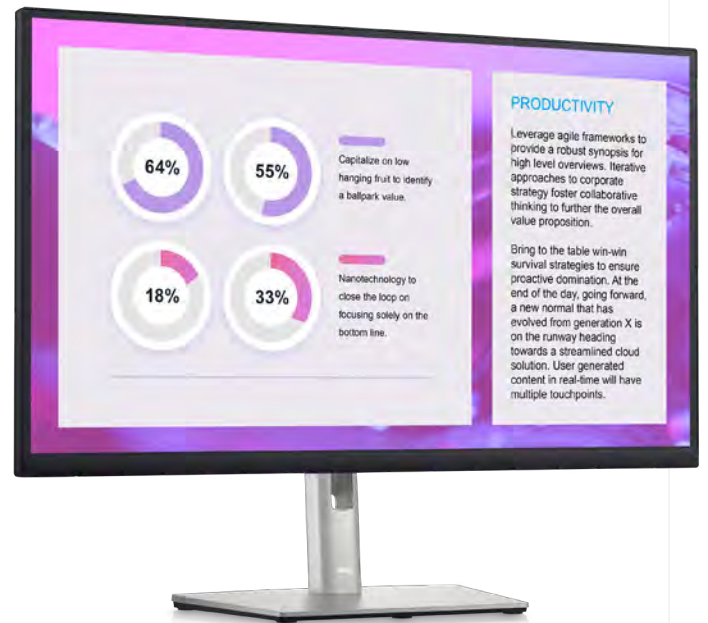 64%
55%
Capitalize on low
hanging fruit to identify
a ballpark value.
18%
33%
Nanotechnology to
close the loop on
focusing solely on the
bottom line.
PRODUCTIVITY
Leverage agile frameworks to
provide a robust synopsis for
high level overviews. Iterative
approaches to corporate
strategy foster collaborative
thinking to further the overall
value proposition.
Bring to the table win-win
survival strategies to ensure
proactive domination. At the
end of the day, going forward,
a new normal that has
evolved from generation X is
on the runway heading
towards a streamlined cloud
solution. User generated
content in real-time will have
multiple touchpoints.